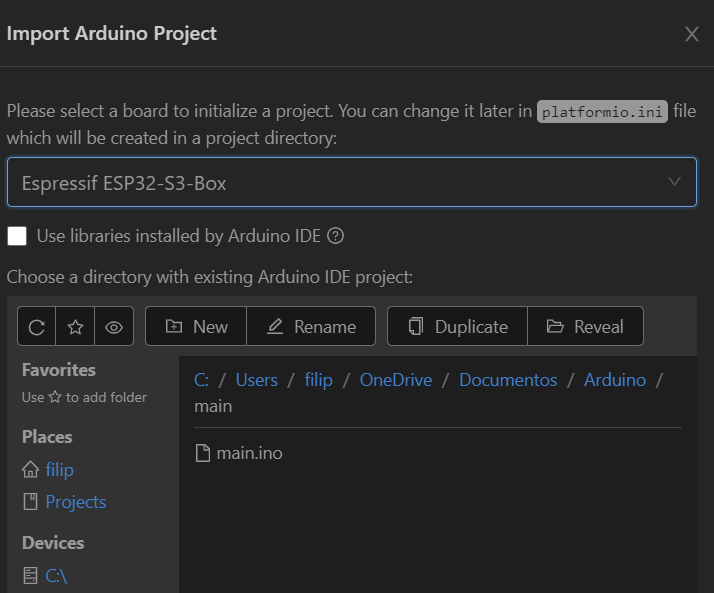 Import Arduino Project
Please select a board to initialize a project. You can change it later in platformio.ini file
which will be created in a project directory:
Espressif ESP32-S3-Box
Use libraries installed by Arduino IDE
Choose a directory with existing Arduino IDE project:
New Rename Duplicate Reveal
Favorites
Use ☆ to add folder
Places
filip
Projects
Devices
C:\
C: / Users / filip / OneDrive / Documentos / Arduino /
main
main.ino